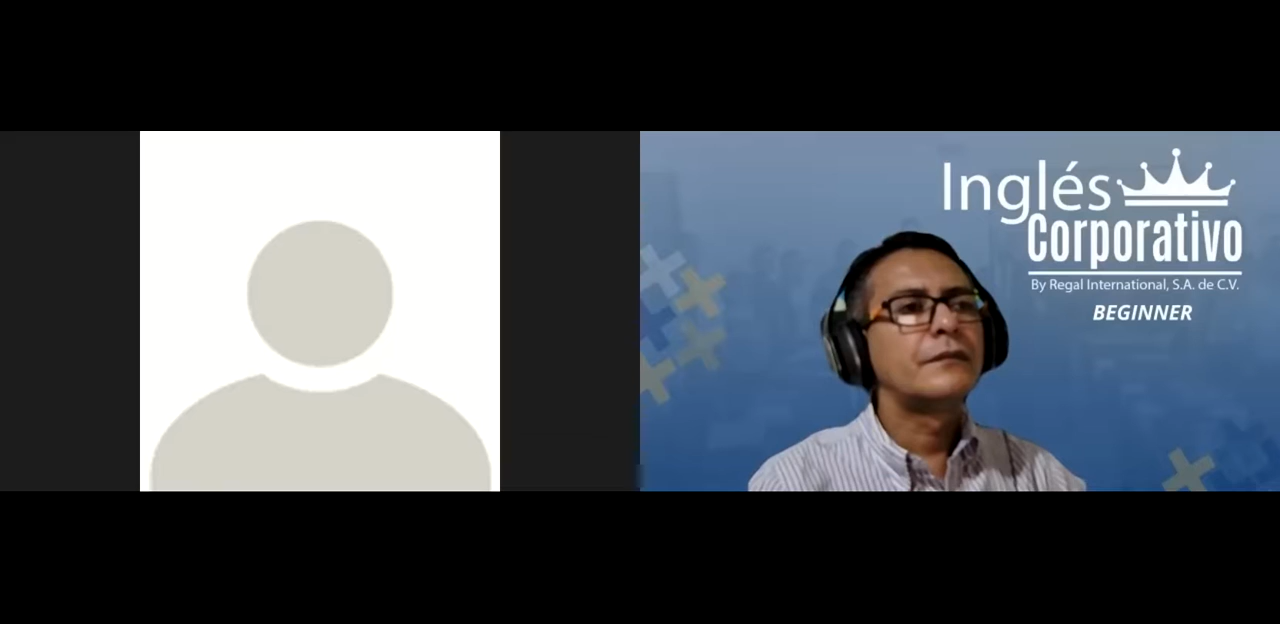 Inglés
Corporativo
By Regal International, S.A. de C.V.
BEGINNER